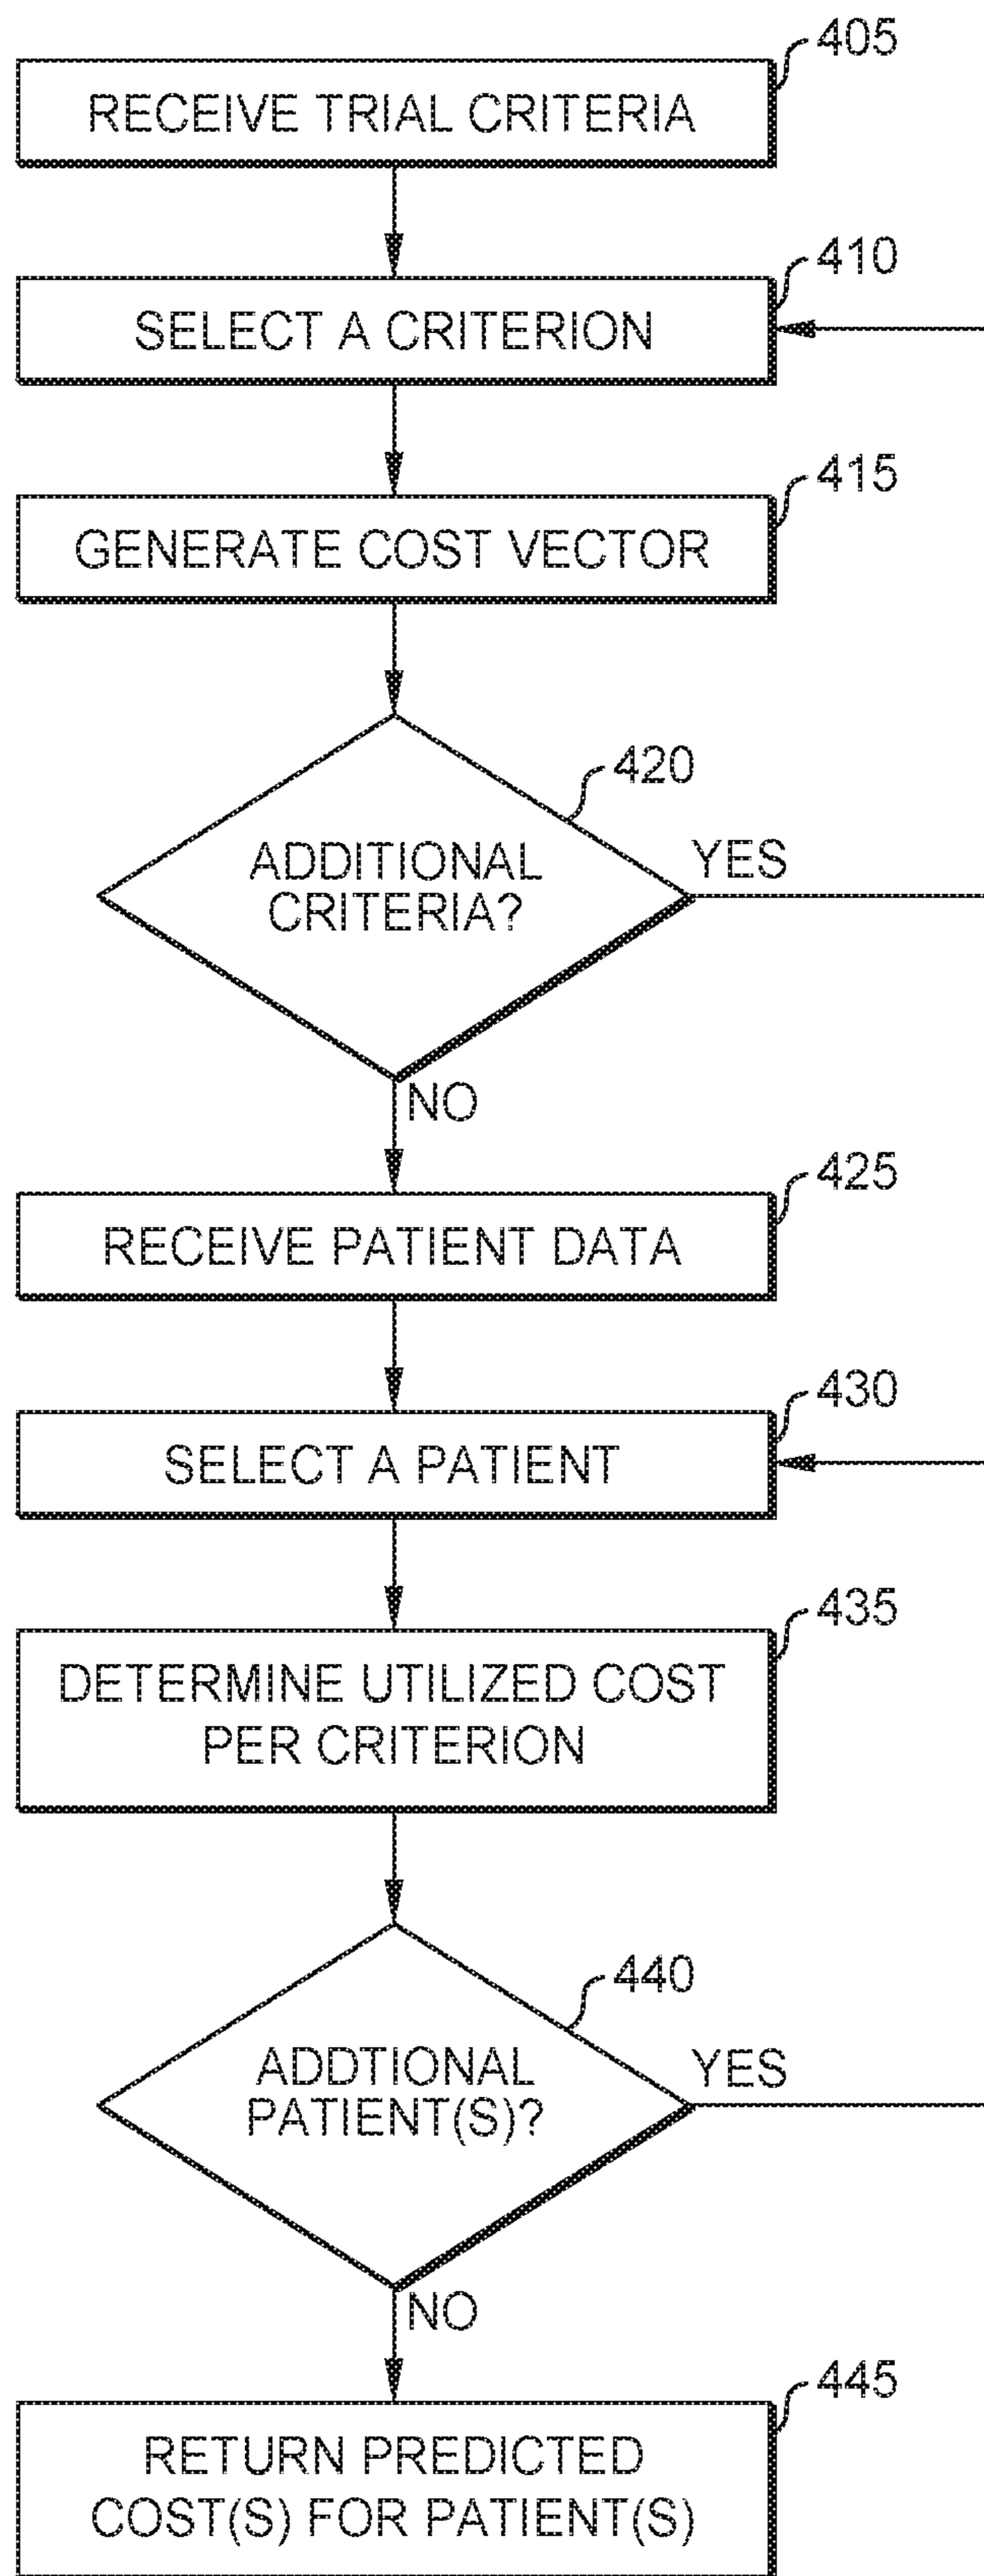 405
RECEIVE TRIAL CRITERIA
410
SELECT A CRITERION
415
GENERATE COST VECTOR
420
ADDITIONAL
CRITERIA?
YES
NO
425
RECEIVE PATIENT DATA
430
SELECT A PATIENT
435
DETERMINE UTILIZED COST
PER CRITERION
440
ADDTIONAL
PATIENT(S)?
YES
NO
445
RETURN PREDICTED
COST(S) FOR PATIENT(S)